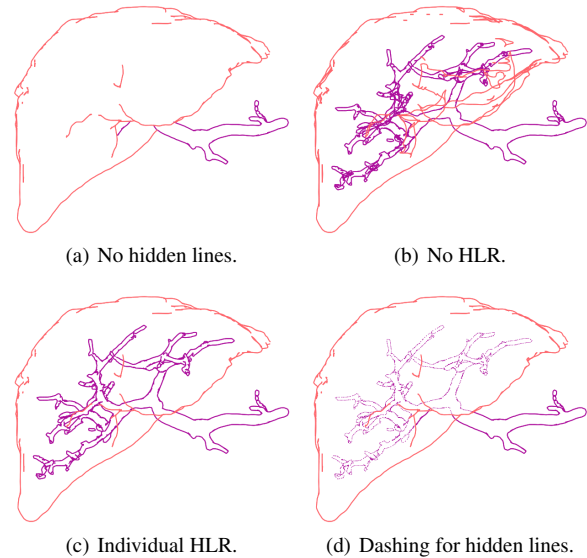 (a) No hidden lines.
(b) No HLR.
(c) Individual HLR.
(d) Dashing for hidden lines.